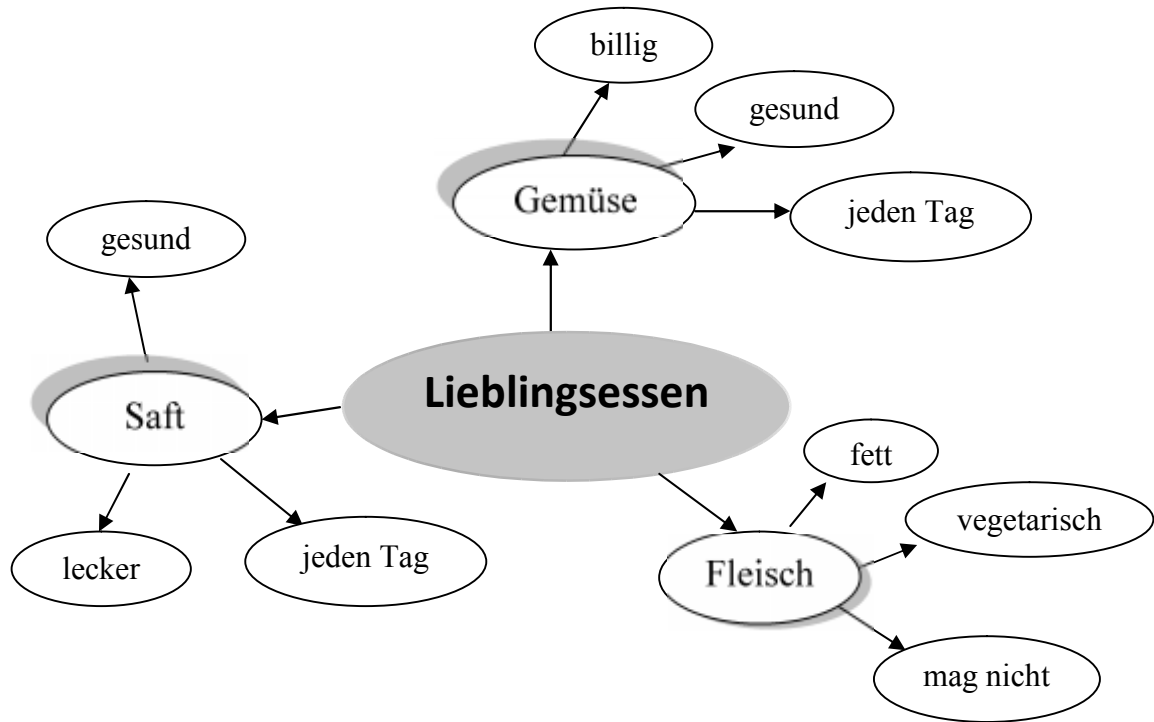 billig
gesund
Gemüse
jeden Tag
gesund
Saft
lecker
jeden Tag
Lieblingsessen
fett
vegetarisch
Fleisch
mag nicht